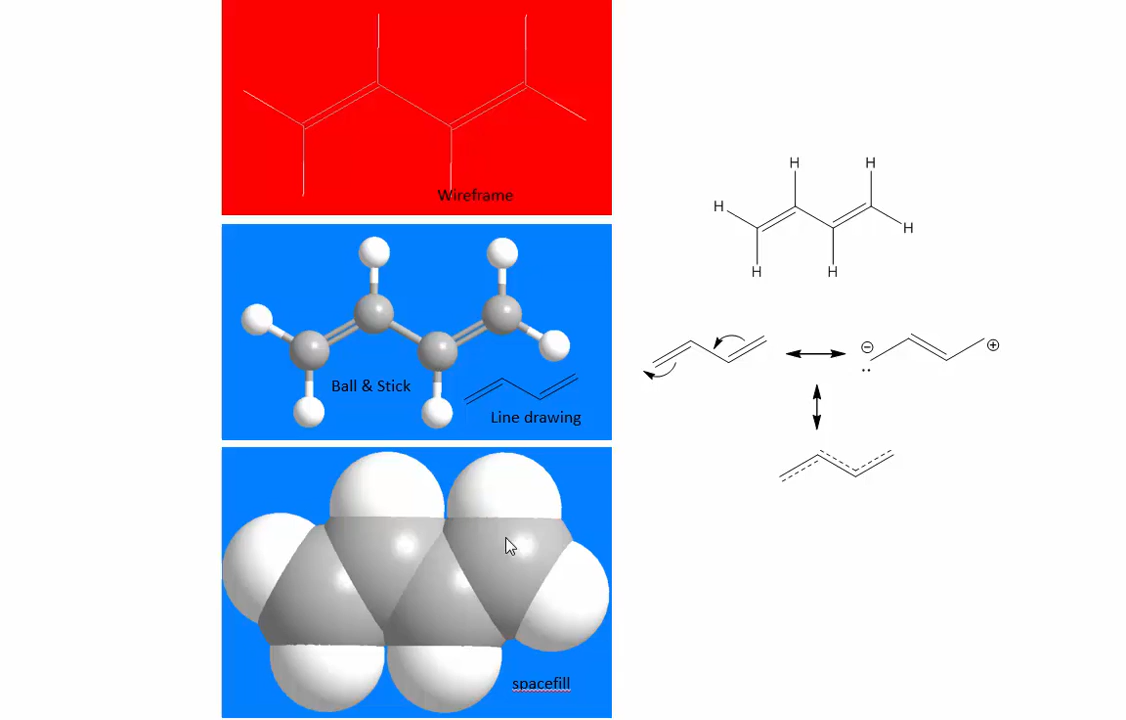 Wireframe
Ball & Stick
Line drawing
spacefill
H
H
H
H
H
H
⊖
⊕
..